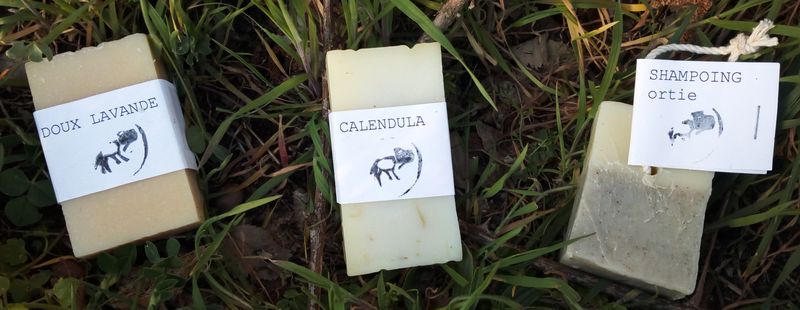 DOUX LAVANDE
CALENDULA
SHAMPOING
ortie